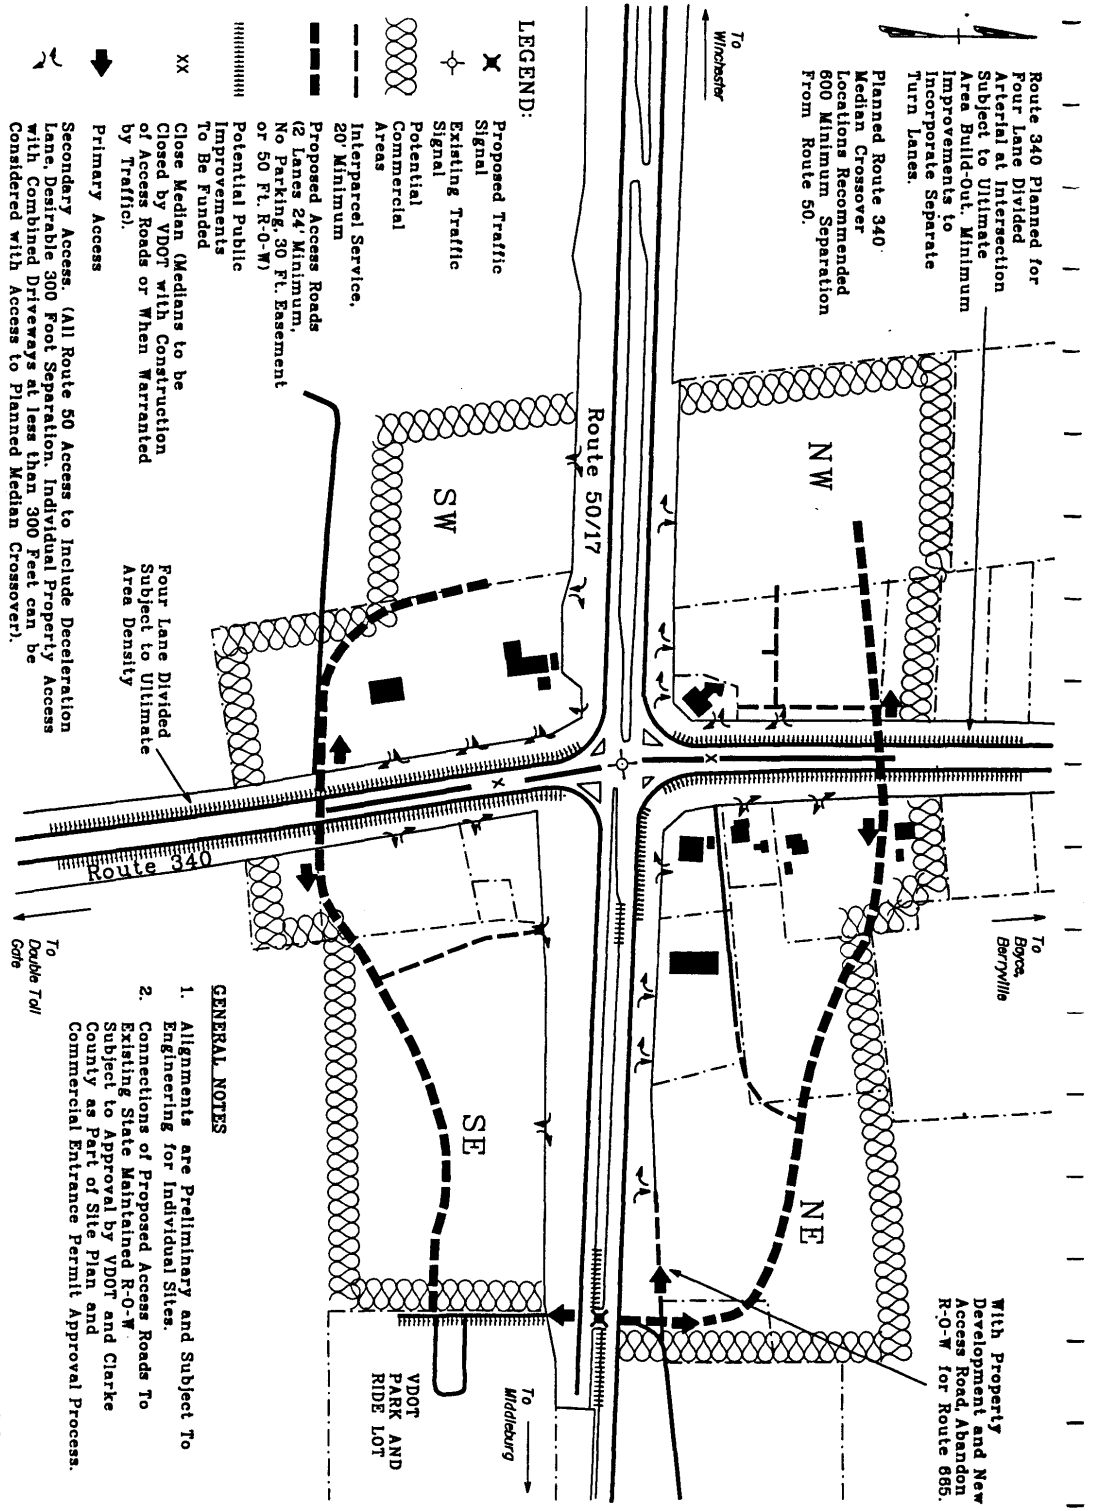 Route 340 Planned for
Four Lane Divided
Arterial at Intersection
Subject to Ultimate
Area Build-Out. Minimum
Improvements to
Incorporate Separate
Turn Lanes.
Planned Route 340
Median Crossover
Locations Recommended
600 Minimum Separation
From Route 50.
To
Winchester
NW
To
Boyce,
Berryville
NE
With Property
Development and New
Access Road, Abandon
R-O-W for Route 665.
Route 50/17
x
x
To
Middleburg
SW
SE
VDOT
PARK AND
RIDE LOT
Route 340
To
Double Toll
Gate
Four Lane Divided
Subject to Ultimate
Area Density
LEGEND:
Proposed Traffic
Signal
Existing Traffic
Signal
Potential
Commercial
Areas
Interparcel Service,
20' Minimum
Proposed Access Roads
(2 Lanes 24' Minimum,
No Parking, 30 Ft. Easement
or 50 Ft. R-O-W)
Potential Public
Improvements
To Be Funded
XX
Close Median (Medians to be
Closed by VDOT with Construction
of Access Roads or When Warranted
by Traffic).
Primary Access
Secondary Access. (All Route 50 Access to Include Deceleration
Lane, Desirable 300 Foot Separation. Individual Property Access
with Combined Driveways at less than 300 Feet can be
Considered with Access to Planned Median Crossover).
GENERAL NOTES
1. Alignments are Preliminary and Subject To
Engineering for Individual Sites.
2. Connections of Proposed Access Roads To
Existing State Maintained R-O-W
Subject to Approval by VDOT and Clarke
County as Part of Site Plan and
Commercial Entrance Permit Approval Process.